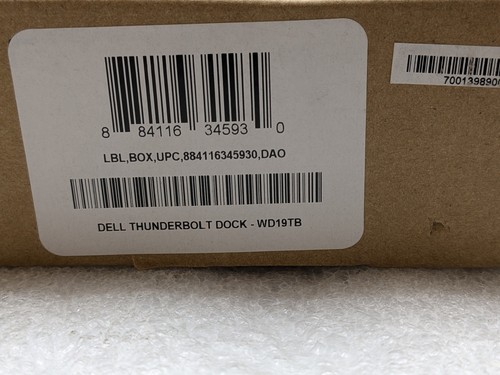 8 84116 34593 0
LBL,BOX,UPC,884116345930,DAO
DELL THUNDERBOLT DOCK - WD19TB